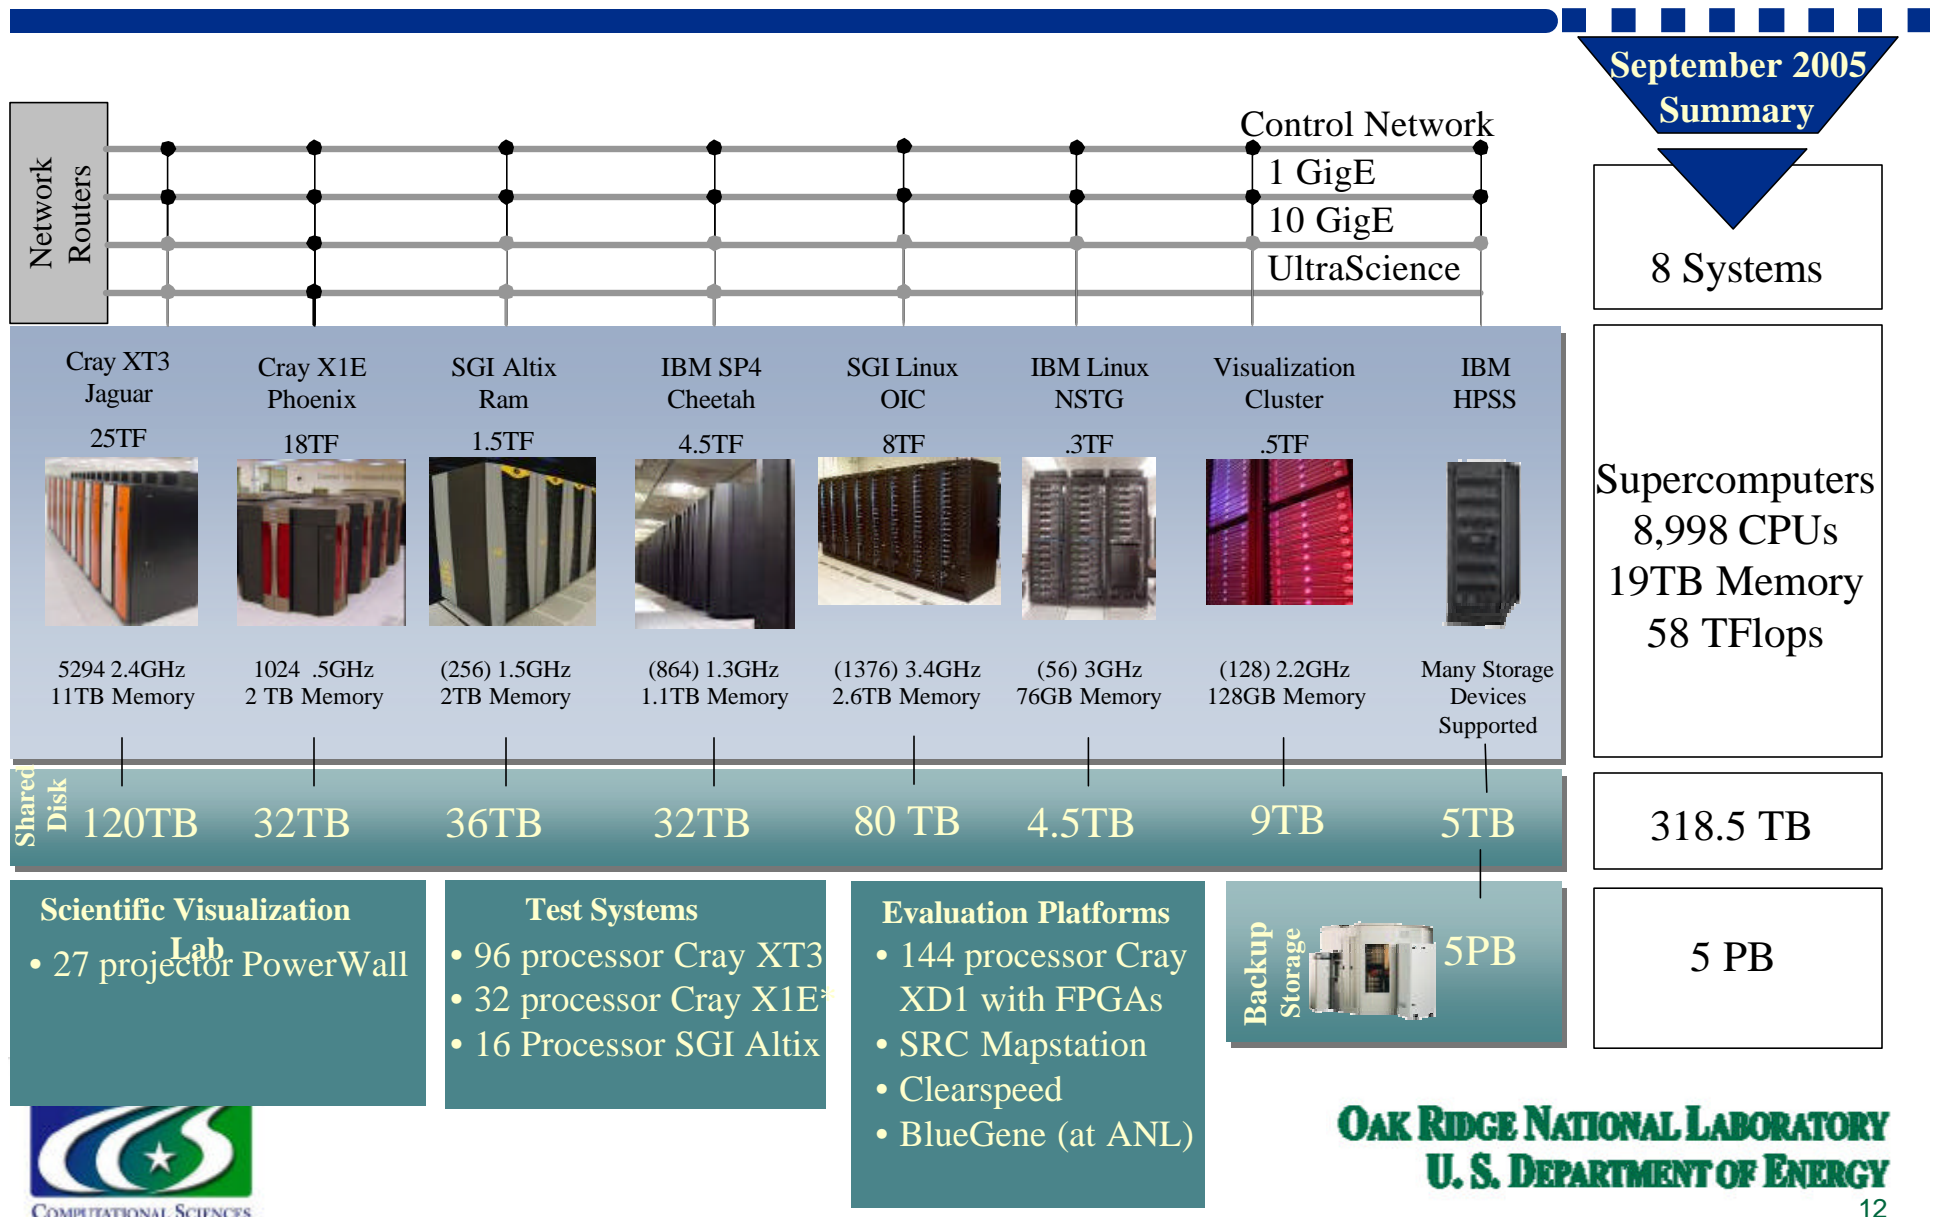 September 2005
Summary
Control Network
1 GigE
10 GigE
UltraScience
Network
Routers
8 Systems
Cray XT3
Jaguar
25TF
Cray X1E
Phoenix
18TF
SGI Altix
Ram
1.5TF
IBM SP4
Cheetah
4.5TF
SGI Linux
OIC
8TF
IBM Linux
NSTG
.3TF
Visualization
Cluster
.5TF
IBM
HPSS
5294 2.4GHz
11TB Memory
1024 .5GHz
2 TB Memory
(256) 1.5GHz
2TB Memory
(864) 1.3GHz
1.1TB Memory
(1376) 3.4GHz
2.6TB Memory
(56) 3GHz
76GB Memory
(128) 2.2GHz
128GB Memory
Many Storage
Devices
Supported
Supercomputers
8,998 CPUs
19TB Memory
58 TFlops
Shared
Disk
120TB
32TB
36TB
32TB
80 TB
4.5TB
9TB
5TB
318.5 TB
Scientific Visualization
Lab
• 27 projector PowerWall
Test Systems
• 96 processor Cray XT3
• 32 processor Cray X1E*
• 16 Processor SGI Altix
Evaluation Platforms
• 144 processor Cray
XD1 with FPGAs
• SRC Mapstation
• Clearspeed
• BlueGene (at ANL)
Backup
Storage
5PB
5 PB
CCS
COMPUTATIONAL SCIENCES
OAK RIDGE NATIONAL LABORATORY
U. S. DEPARTMENT OF ENERGY
12